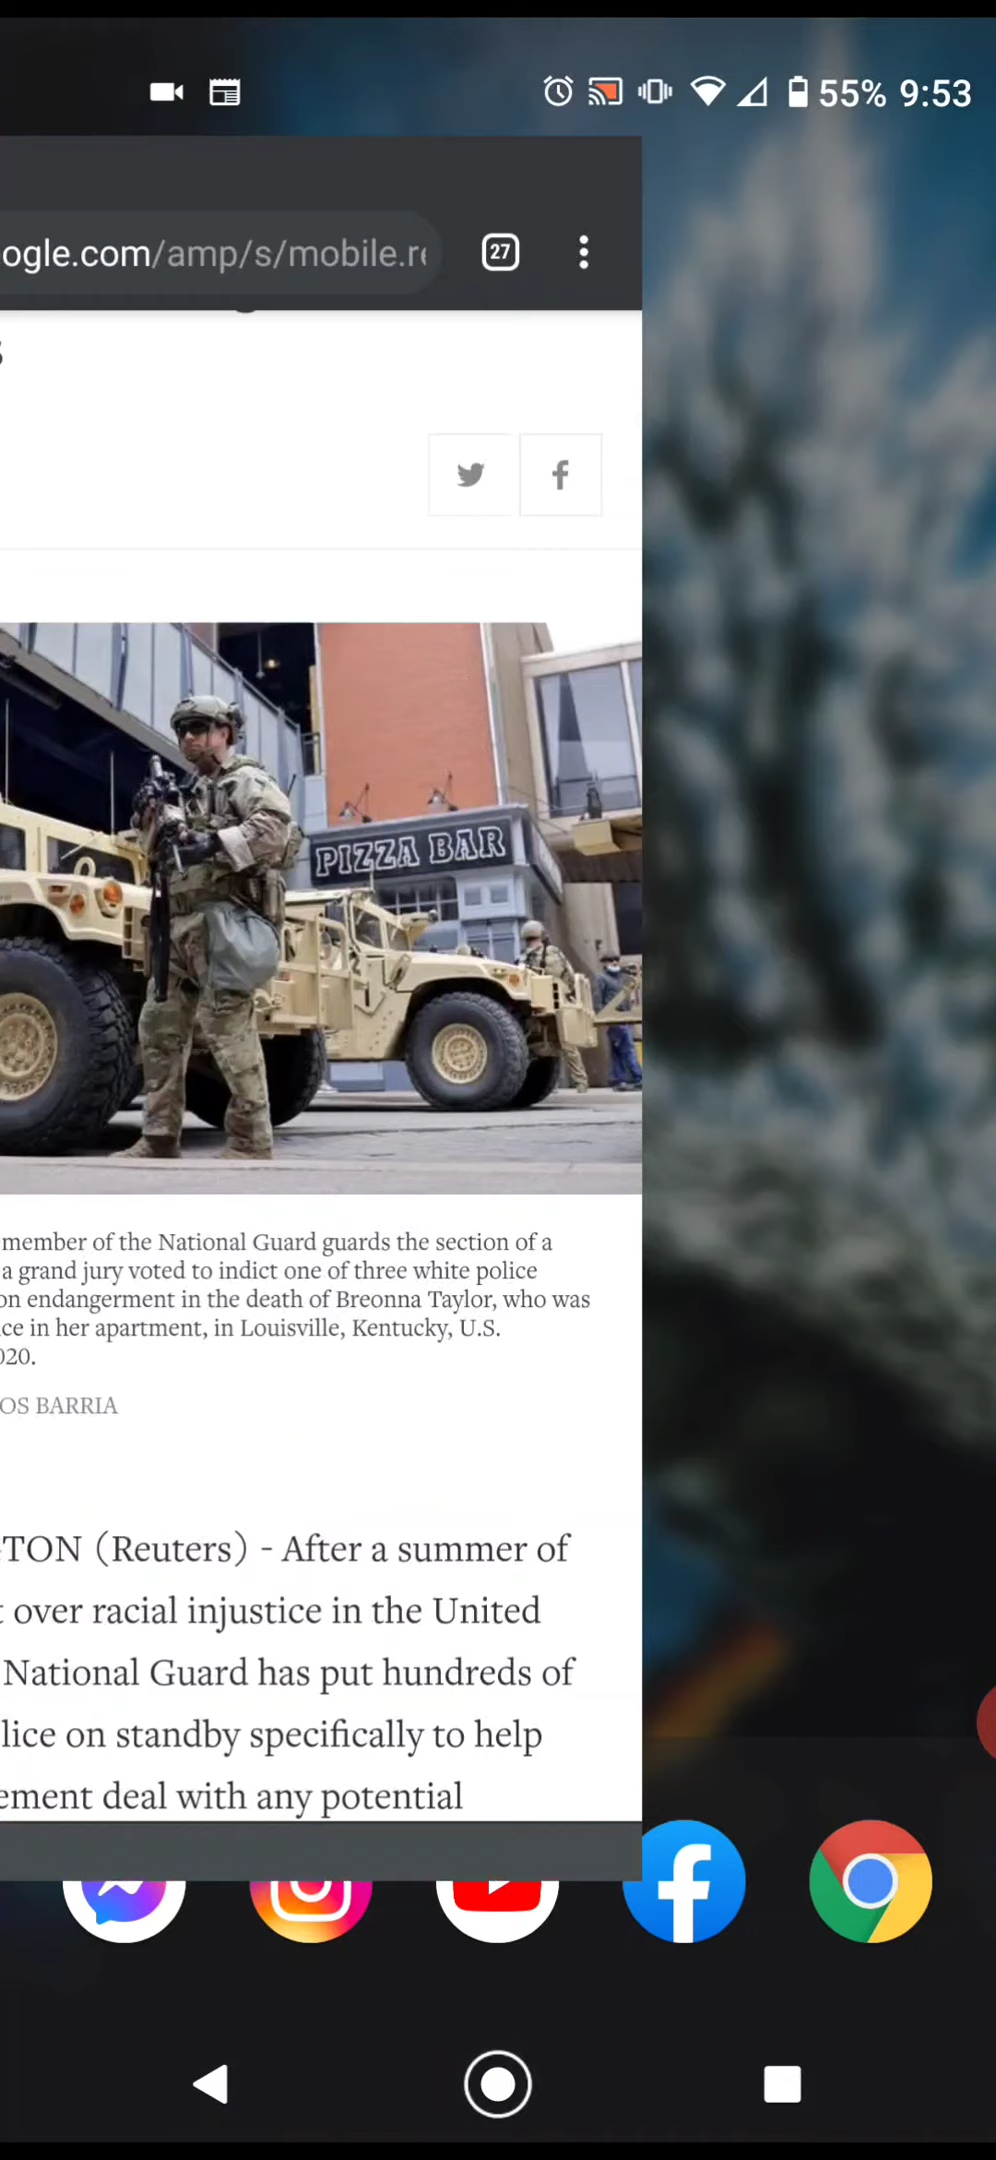 55% 9:53
ogle.com/amp/s/mobile.re
27
s
PIZZA BAR
member of the National Guard guards the section of a
a grand jury voted to indict one of three white police
on endangerment in the death of Breonna Taylor, who was
ce in her apartment, in Louisville, Kentucky, U.S.
020.
OS BARRIA
TON (Reuters) - After a summer of
t over racial injustice in the United
National Guard has put hundreds of
lice on standby specifically to help
ement deal with any potential